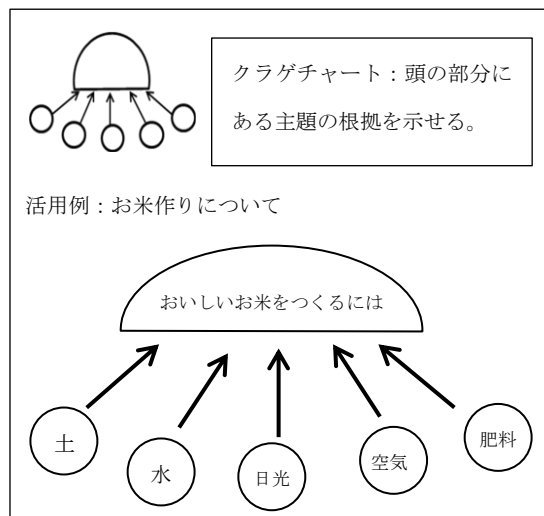 クラゲチャート：頭の部分に
ある主題の根拠を示せる。
活用例：お米作りについて
おいしいお米をつくるには
土
水
日光
空気
肥料